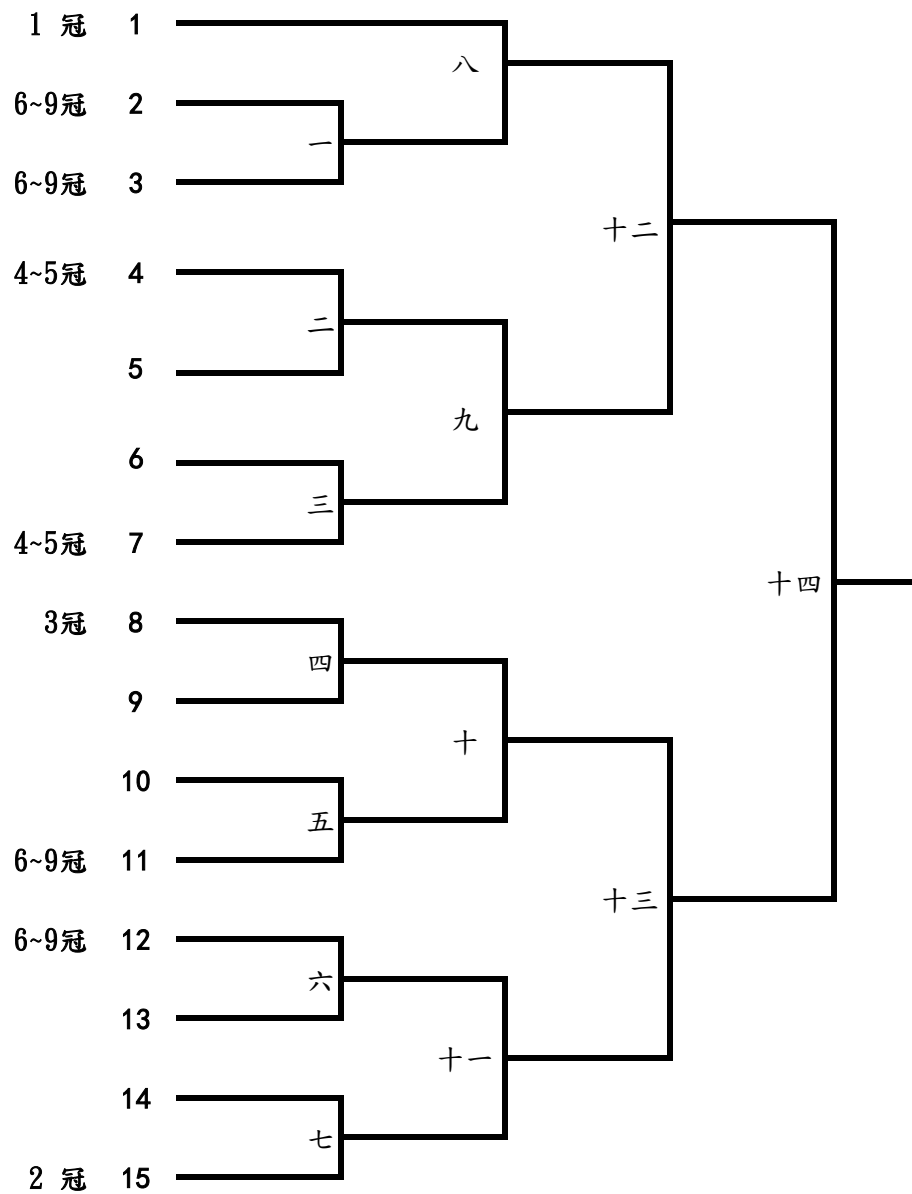 1 冠 1
八
6~9冠 2
一
6~9冠 3
十二
4~5冠 4
二
5
九
6
三
4~5冠 7
十四
3冠 8
四
9
十
10
五
6~9冠 11
十三
6~9冠 12
六
13
十一
14
七
2 冠 15